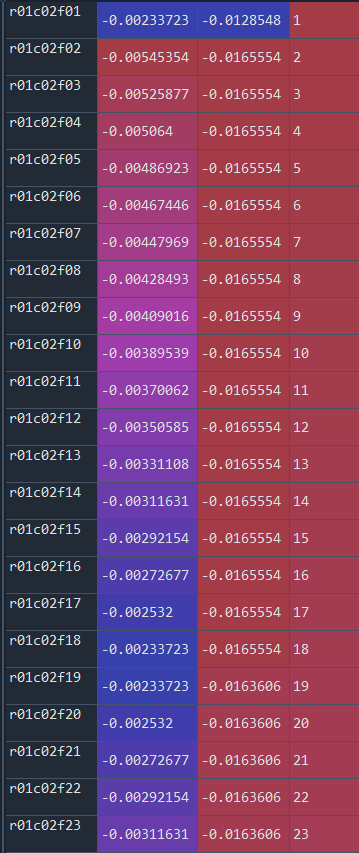 r01c02f01 -0.00233723 -0.0128548 1
r01c02f02 -0.00545354 -0.0165554 2
r01c02f03 -0.00525877 -0.0165554 3
r01c02f04 -0.005064 -0.0165554 4
r01c02f05 -0.00486923 -0.0165554 5
r01c02f06 -0.00467446 -0.0165554 6
r01c02f07 -0.00447969 -0.0165554 7
r01c02f08 -0.00428493 -0.0165554 8
r01c02f09 -0.00409016 -0.0165554 9
r01c02f10 -0.00389539 -0.0165554 10
r01c02f11 -0.00370062 -0.0165554 11
r01c02f12 -0.00350585 -0.0165554 12
r01c02f13 -0.00331108 -0.0165554 13
r01c02f14 -0.00311631 -0.0165554 14
r01c02f15 -0.00292154 -0.0165554 15
r01c02f16 -0.00272677 -0.0165554 16
r01c02f17 -0.002532 -0.0165554 17
r01c02f18 -0.00233723 -0.0165554 18
r01c02f19 -0.00233723 -0.0163606 19
r01c02f20 -0.002532 -0.0163606 20
r01c02f21 -0.00272677 -0.0163606 21
r01c02f22 -0.00292154 -0.0163606 22
r01c02f23 -0.00311631 -0.0163606 23